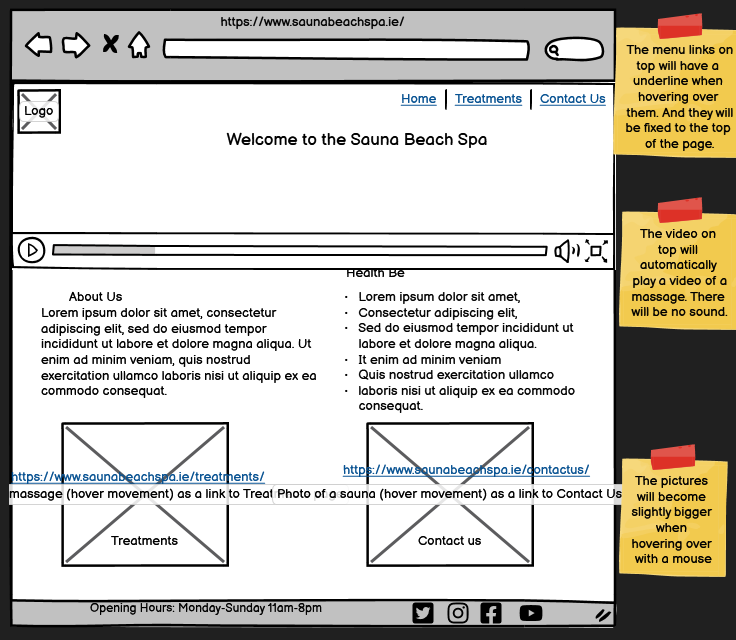 https://www.saunabeachspa.ie/
Logo
Home
Treatments
Contact Us
Welcome to the Sauna Beach Spa
The menu links on
top will have a
underline when
hovering over
them. And they will
be fixed to the top
of the page.
The video on
top will
automatically
play a video of a
massage. There
will be no sound.
About Us
Lorem ipsum dolor sit amet, consectetur
adipiscing elit, sed do eiusmod tempor
incididunt ut labore et dolore magna aliqua. Ut
enim ad minim veniam, quis nostrud
exercitation ullamco laboris nisi ut aliquip ex ea
commodo consequat.
Health Be
• Lorem ipsum dolor sit amet,
• Consectetur adipiscing elit,
• Sed do eiusmod tempor incididunt ut
labore et dolore magna aliqua.
• It enim ad minim veniam
• Quis nostrud exercitation ullamco
• laboris nisi ut aliquip ex ea commodo
consequat.
https://www.saunabeachspa.ie/treatments/
massage (hover movement) as a link to Treat
Treatments
https://www.saunabeachspa.ie/contactus/
Photo of a sauna (hover movement) as a link to Contact Us
Contact us
The pictures
will become
slightly bigger
when
hovering over
with a mouse
Opening Hours: Monday-Sunday 11am-8pm